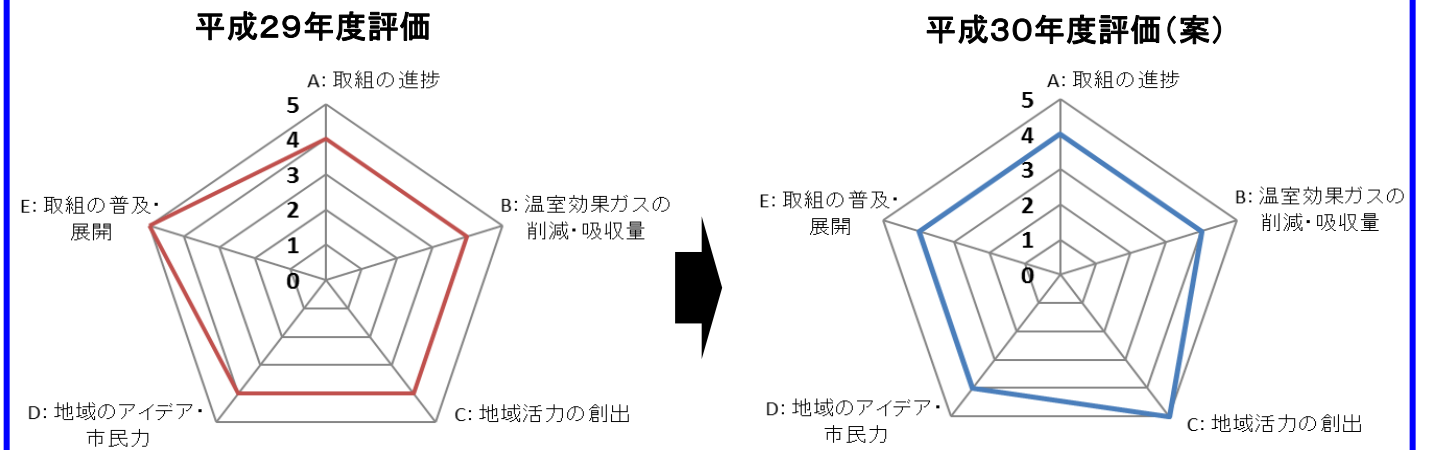 平成29年度評価
A: 取組の進捗
5
4
3
2
1
0
B: 温室効果ガスの
削減・吸収量
C: 地域活力の創出
D: 地域のアイデア・
市民力
E: 取組の普及・
展開
平成30年度評価(案)
A: 取組の進捗
5
4
3
2
1
0
B: 温室効果ガスの
削減・吸収量
C: 地域活力の創出
D: 地域のアイデア・
市民力
E: 取組の普及・
展開